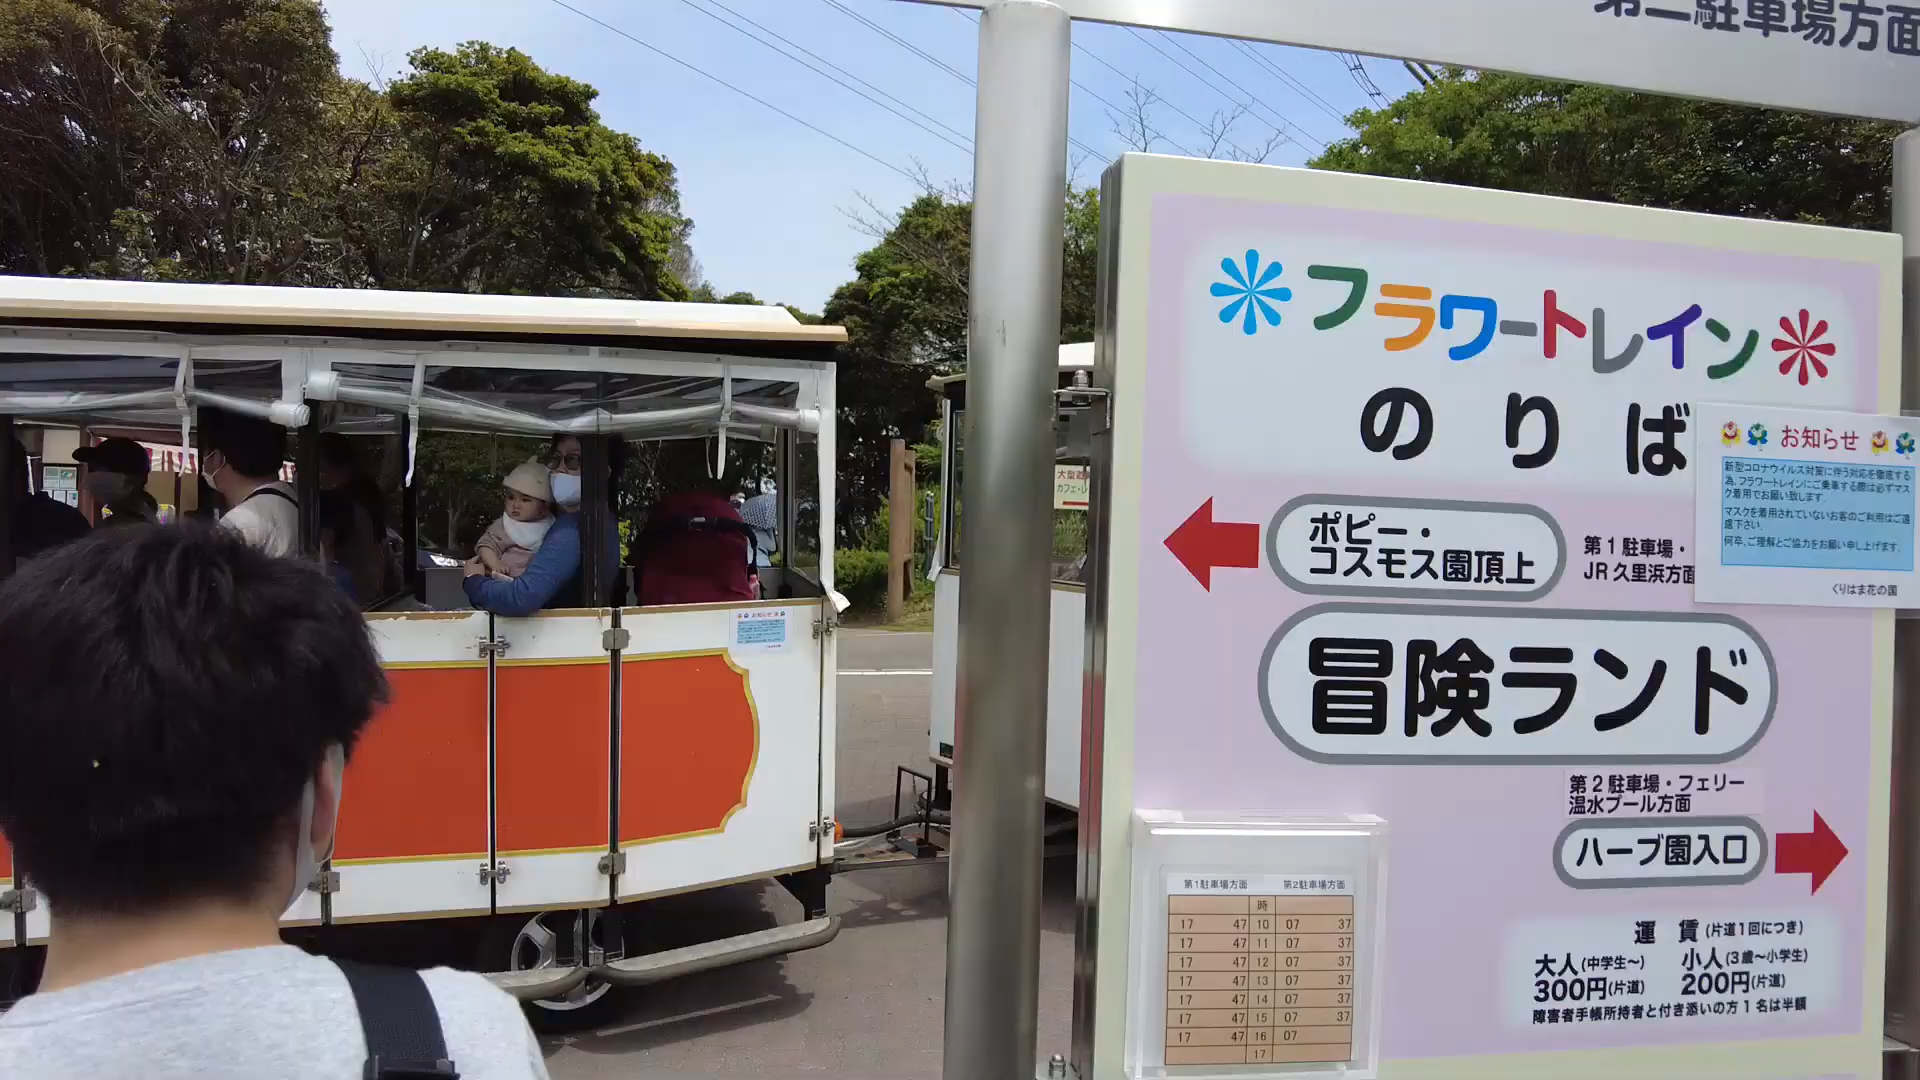 第二駐車場方面
フラワートレイン
のりば
お知らせ
新型コロナウイルス対策に伴う対応を徹底する
為、フラワートレインにご乗車する際は必ずマス
ク着用でお願い致します。
マスクを着用されていないお客のご利用はご遠
慮下さい。
何卒、ご理解とご協力をお願い申し上げます。
くりはま花の国
ポピー・
コスモス園頂上
第1駐車場・
JR久里浜方面
冒険ランド
第2駐車場・フェリー
温水プール方面
ハーブ園入口
運 賃 (片道1回につき)
大人(中学生～) 小人(3歳～小学生)
300円(片道) 200円(片道)
障害者手帳所持者と付き添いの方1名は半額
第1駐車場方面 第2駐車場方面
時
17 47 10 07 37
17 47 11 07 37
17 47 12 07 37
17 47 13 07 37
17 47 14 07 37
17 47 15 07 37
17 47 16 07
17
お知らせ
カフェ・レ